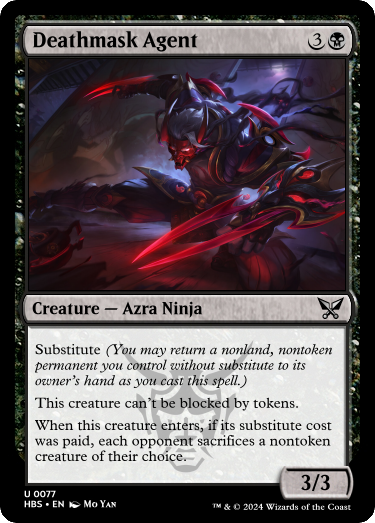 Deathmask Agent 3
Creature — Azra Ninja
Substitute (You may return a nonland, nontoken
permanent you control without substitute to its
owner's hand as you cast this spell.)
This creature can't be blocked by tokens.
When this creature enters, if its substitute cost
was paid, each opponent sacrifices a nontoken
creature of their choice.
3/3
U 0077
HBS • EN Mo Yan
™ & © 2024 Wizards of the Coast